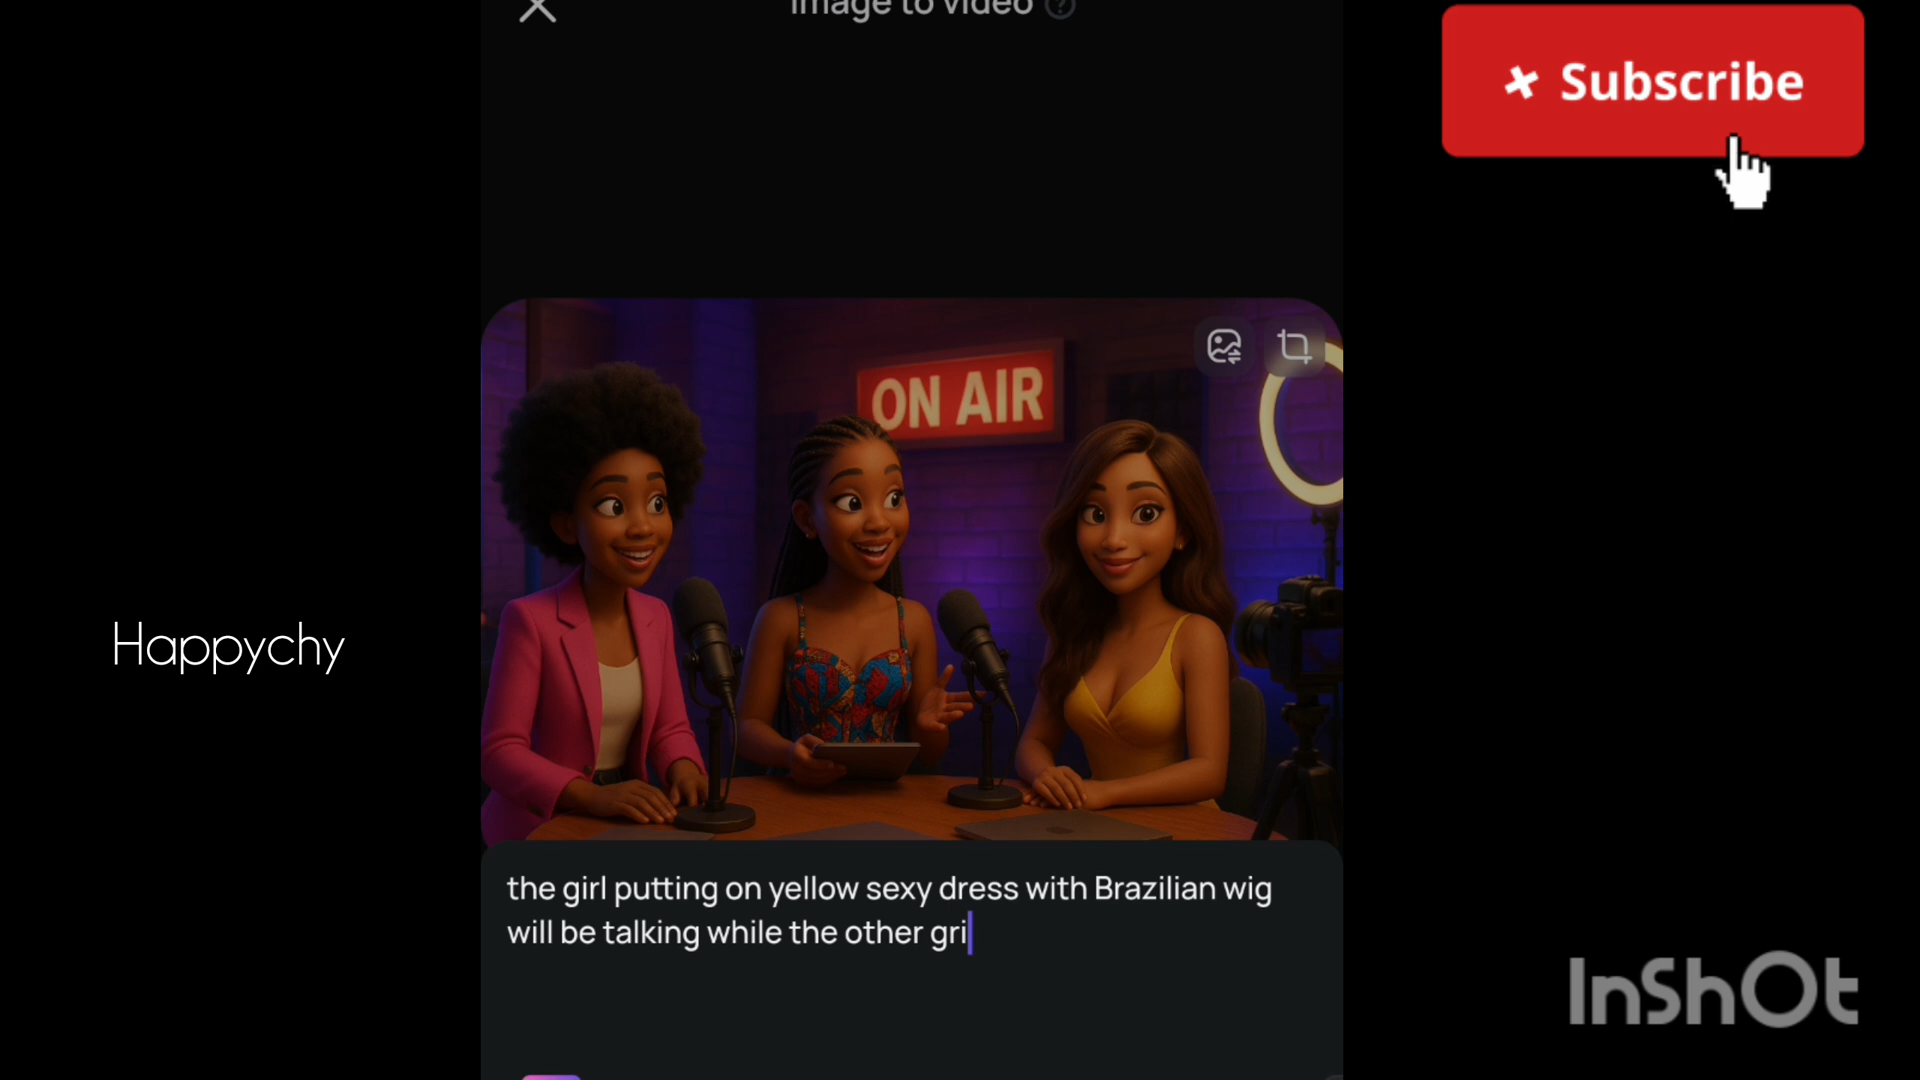 Image to video
Subscribe
ON AIR
Happychy
the girl putting on yellow sexy dress with Brazilian wig
will be talking while the other gri
InShOt